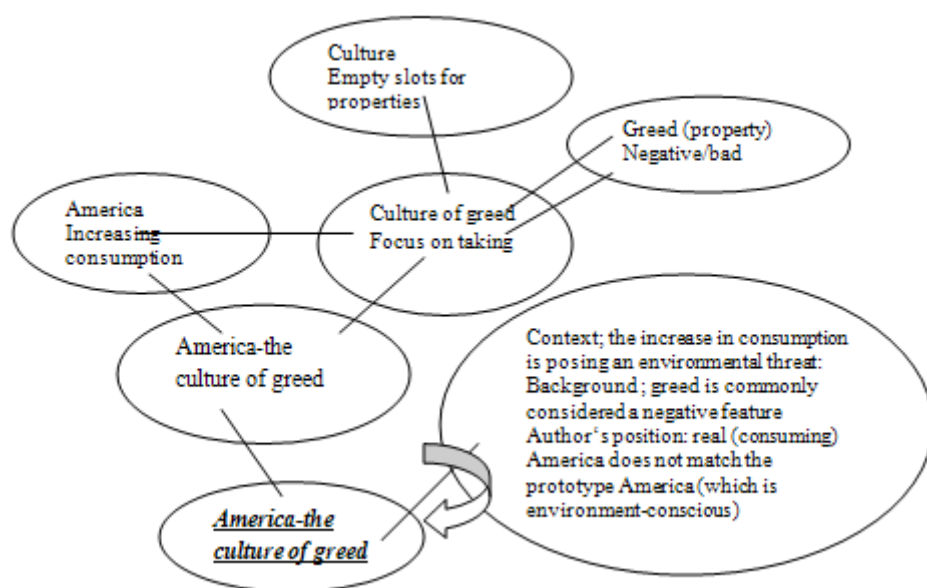 Culture
Empty slots for
properties
Greed (property)
Negative/bad
America
Increasing
consumption
Culture of greed
Focus on taking
America-the
culture of greed
Context; the increase in consumption
is posing an environmental threat:
Background ; greed is commonly
considered a negative feature
Author‘s position: real (consuming)
America does not match the
prototype America (which is
environment-conscious)
America-the
culture of greed